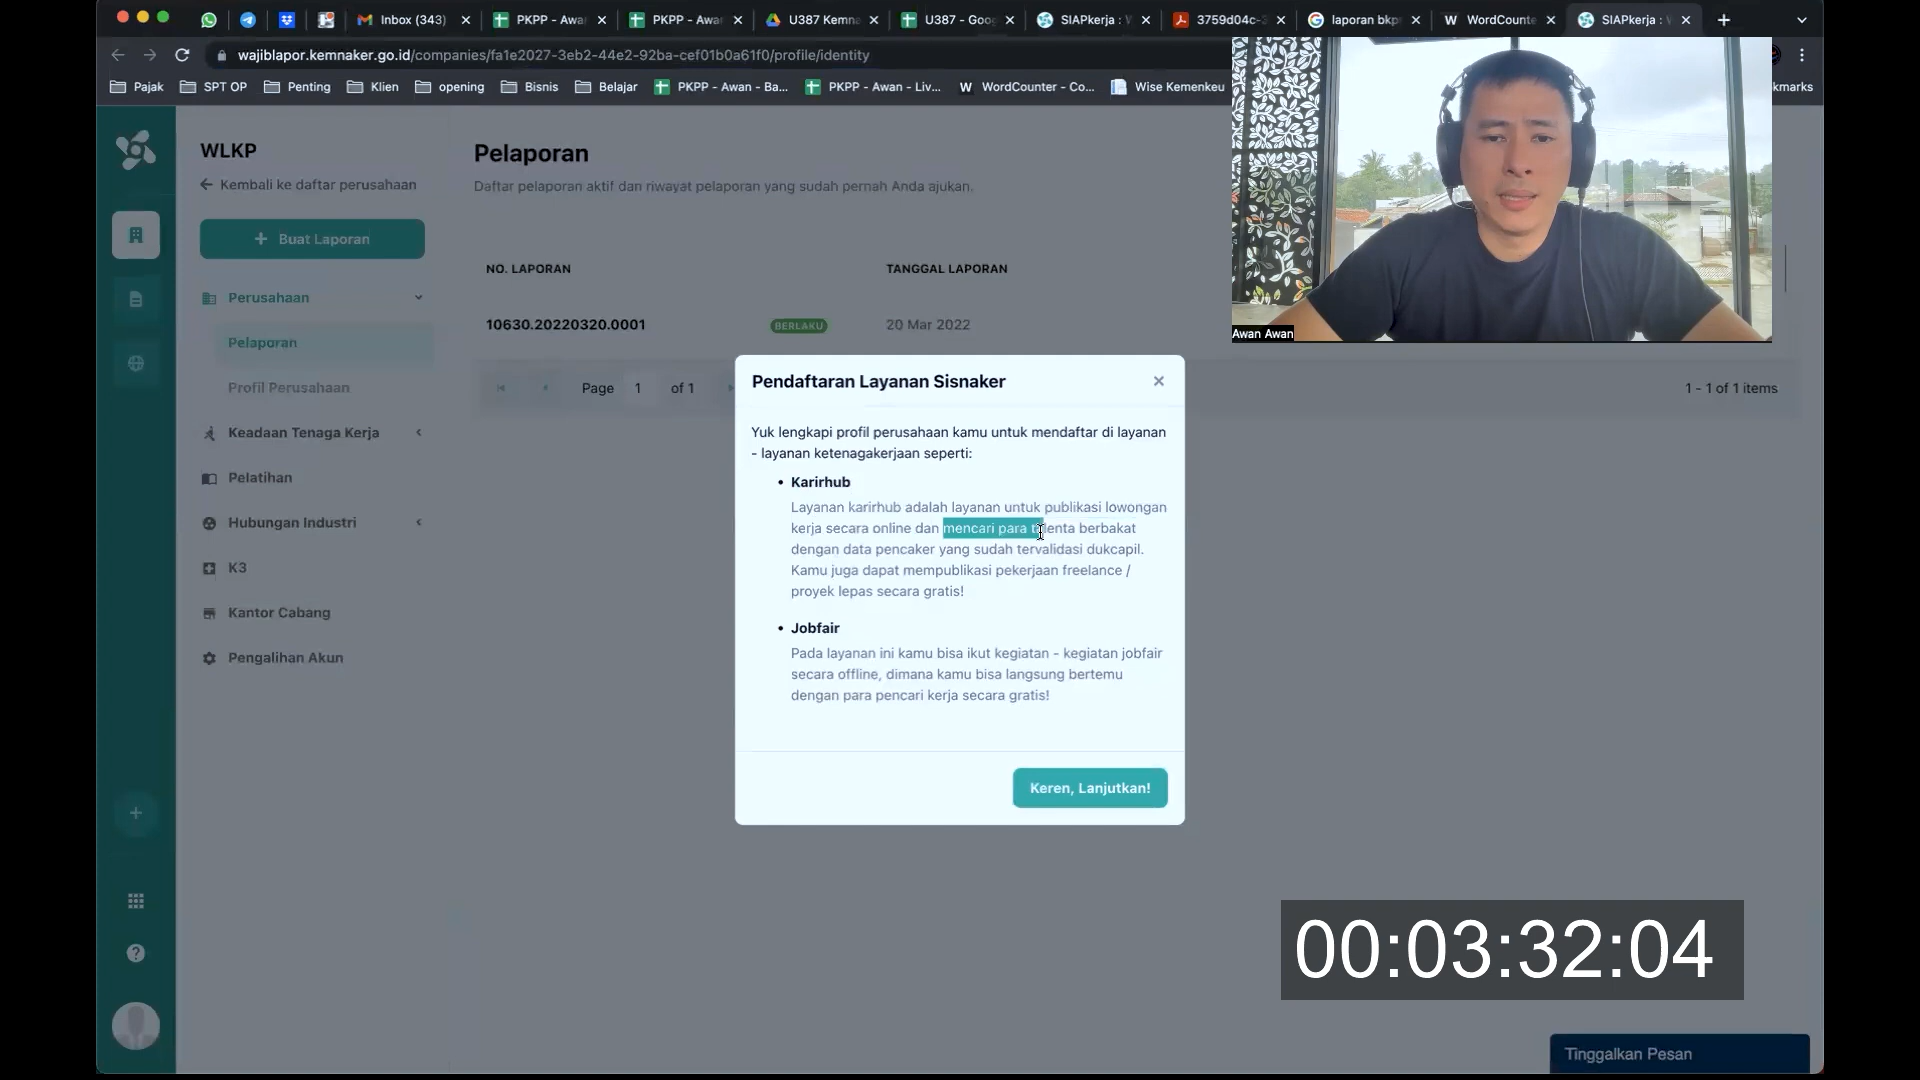 Inbox (343)
PKPP - Awa
PKPP - Awa
U387 Kemna
U387 - Goo
SIAPkerja :
3759d04c-
laporan bkp
WordCounte
SIAPkerja :
wajiblapor.kemnaker.go.id/companies/fa1e2027-3eb2-44e2-92ba-cef01b0a61f0/profile/identity
Pajak
SPT OP
Penting
Klien
opening
Bisnis
Belajar
PKPP - Awan - Ba...
PKPP - Awan - Liv...
WordCounter - Co...
Wise Kemenkeu
kmarks
WLKP
Kembali ke daftar perusahaan
+ Buat Laporan
Perusahaan
Pelaporan
Profil Perusahaan
Keadaan Tenaga Kerja
Pelatihan
Hubungan Industri
K3
Kantor Cabang
Pengalihan Akun
Pelaporan
Daftar pelaporan aktif dan riwayat pelaporan yang sudah pernah Anda ajukan.
NO. LAPORAN
TANGGAL LAPORAN
10630.20220320.0001
BERLAKU
20 Mar 2022
Page 1 of 1
1 - 1 of 1 items
Awan Awan
Pendaftaran Layanan Sisnaker
Yuk lengkapi profil perusahaan kamu untuk mendaftar di layanan
- layanan ketenagakerjaan seperti:
• Karirhub
Layanan karirhub adalah layanan untuk publikasi lowongan
kerja secara online dan mencari para talenta berbakat
dengan data pencaker yang sudah tervalidasi dukcapil.
Kamu juga dapat mempublikasi pekerjaan freelance /
proyek lepas secara gratis!
• Jobfair
Pada layanan ini kamu bisa ikut kegiatan - kegiatan jobfair
secara offline, dimana kamu bisa langsung bertemu
dengan para pencari kerja secara gratis!
Keren, Lanjutkan!
00:03:32:04
Tinggalkan Pesan